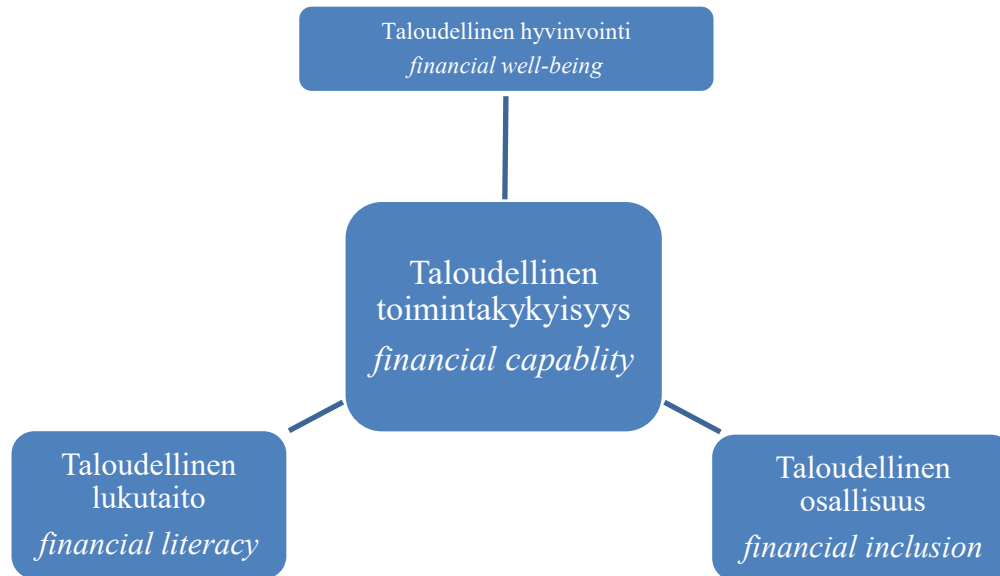 Taloudellinen hyvinvointi
financial well-being
Taloudellinen
toimintakykyisyys
financial capablity
Taloudellinen
lukutaito
financial literacy
Taloudellinen
osallisuus
financial inclusion